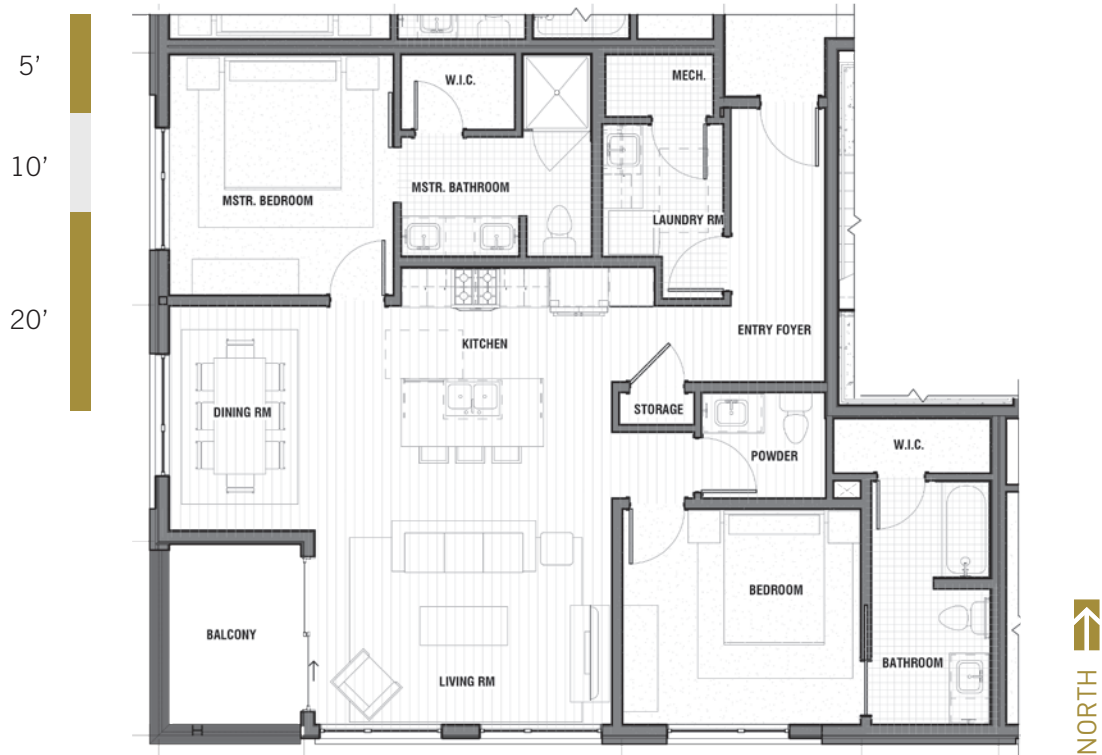 5’
10’
20’
W.I.C.
MECH.
MSTR. BEDROOM
MSTR. BATHROOM
LAUNDRY RM
KITCHEN
ENTRY FOYER
DINING RM
STORAGE
POWDER
W.I.C.
BALCONY
LIVING RM
BEDROOM
BATHROOM
NORTH